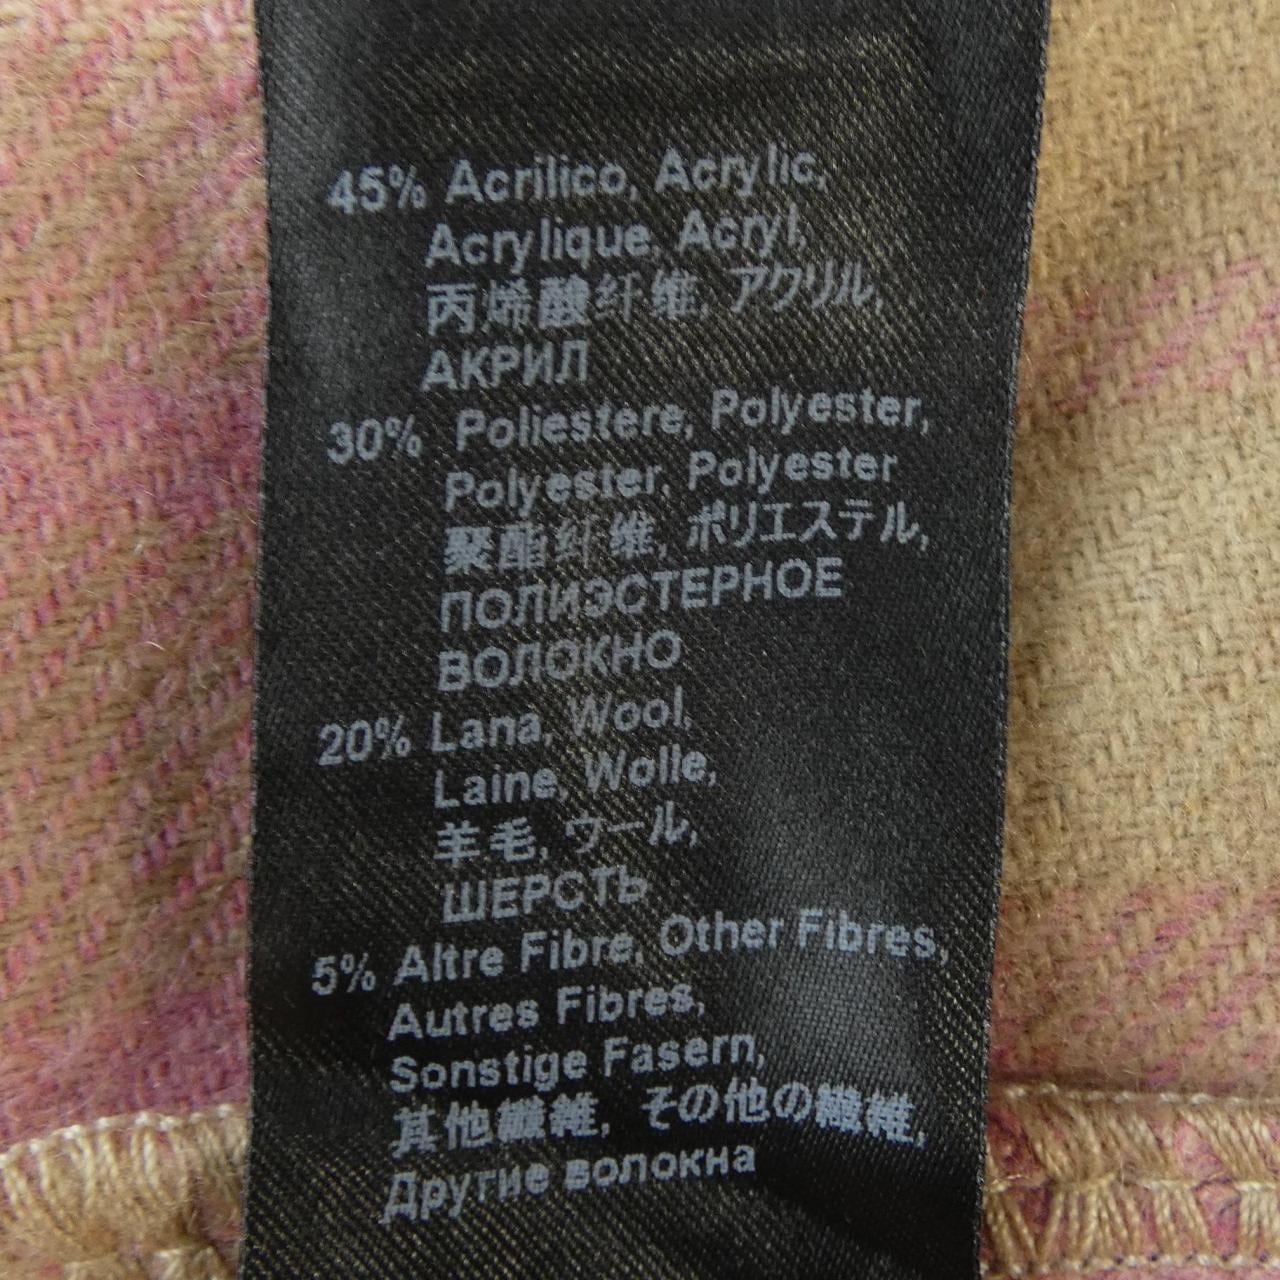 45% Acrilico, Acrylic,
Acrylique, Acryl,
丙烯酸纤维, アクリル,
АКРИЛ
30% Poliestere, Polyester,
Polyester, Polyester
聚酯纤维, ポリエステル,
ПОЛИЭСТЕРНОЕ
ВОЛОКНО
20% Lana, Wool,
Laine, Wolle,
羊毛, ウール,
ШЕРСТЬ
5% Altre Fibre, Other Fibres,
Autres Fibres,
Sonstige Fasern,
其他纖維, その他の繊維,
Другие волокна